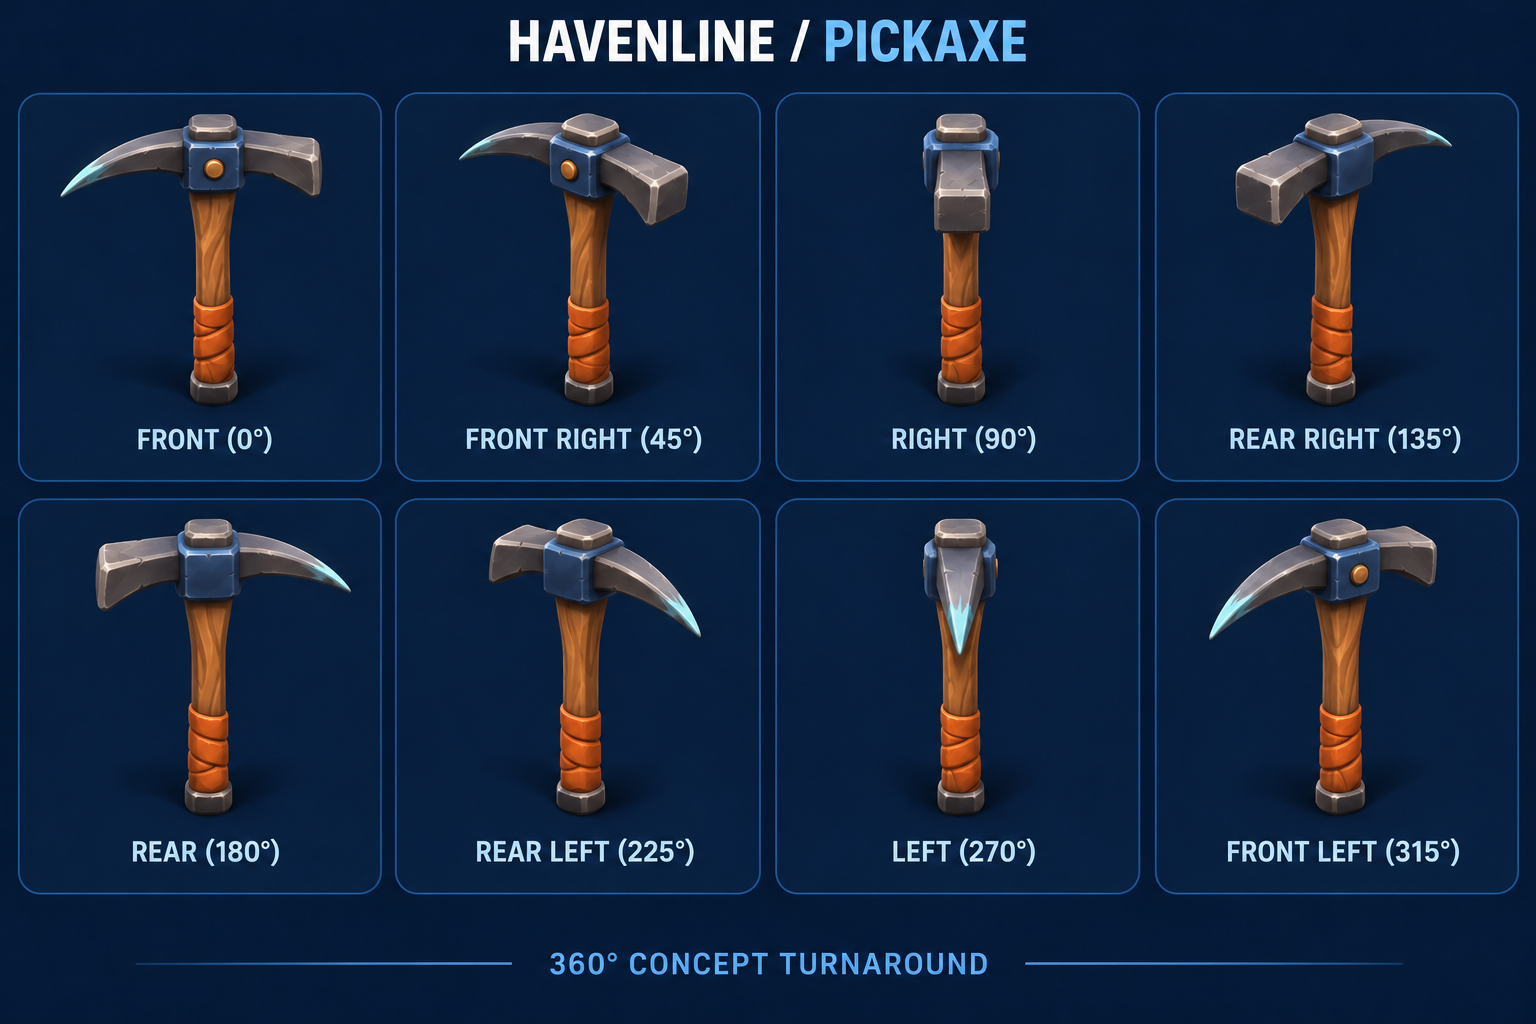 HAVENLINE / PICKAXE
FRONT (0°)
FRONT RIGHT (45°)
RIGHT (90°)
REAR RIGHT (135°)
REAR (180°)
REAR LEFT (225°)
LEFT (270°)
FRONT LEFT (315°)
360° CONCEPT TURNAROUND